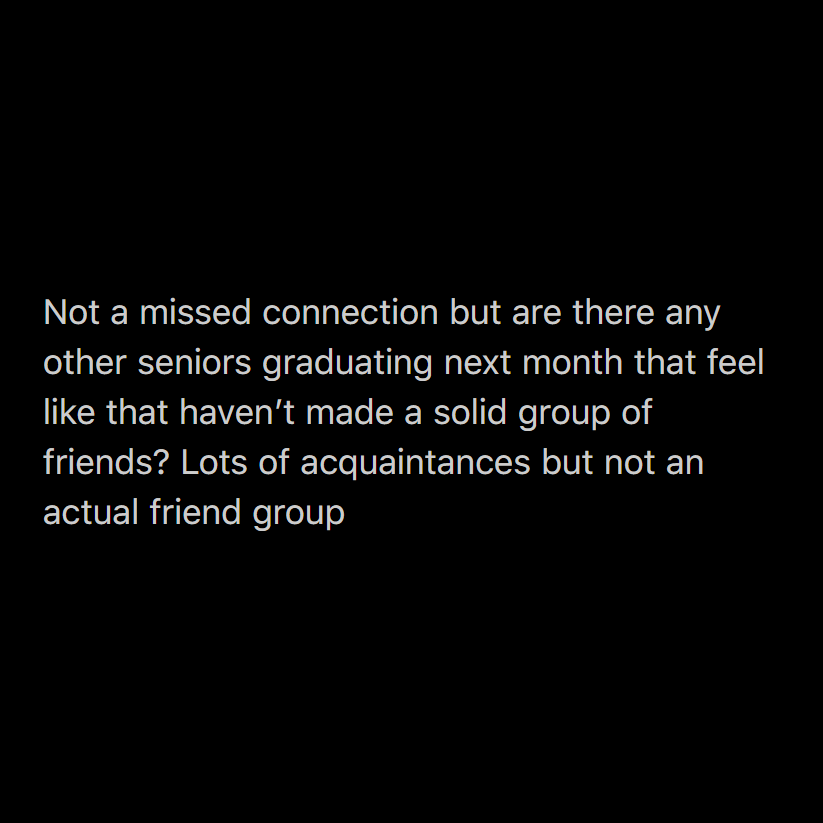 Not a missed connection but are there any
other seniors graduating next month that feel
like that haven’t made a solid group of
friends? Lots of acquaintances but not an
actual friend group